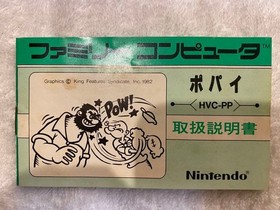 ファミリーコンピュータ
Graphics © King Features Syndicate, Inc. 1982
POW!
ポパイ
HVC-PP
取扱説明書
Nintendo